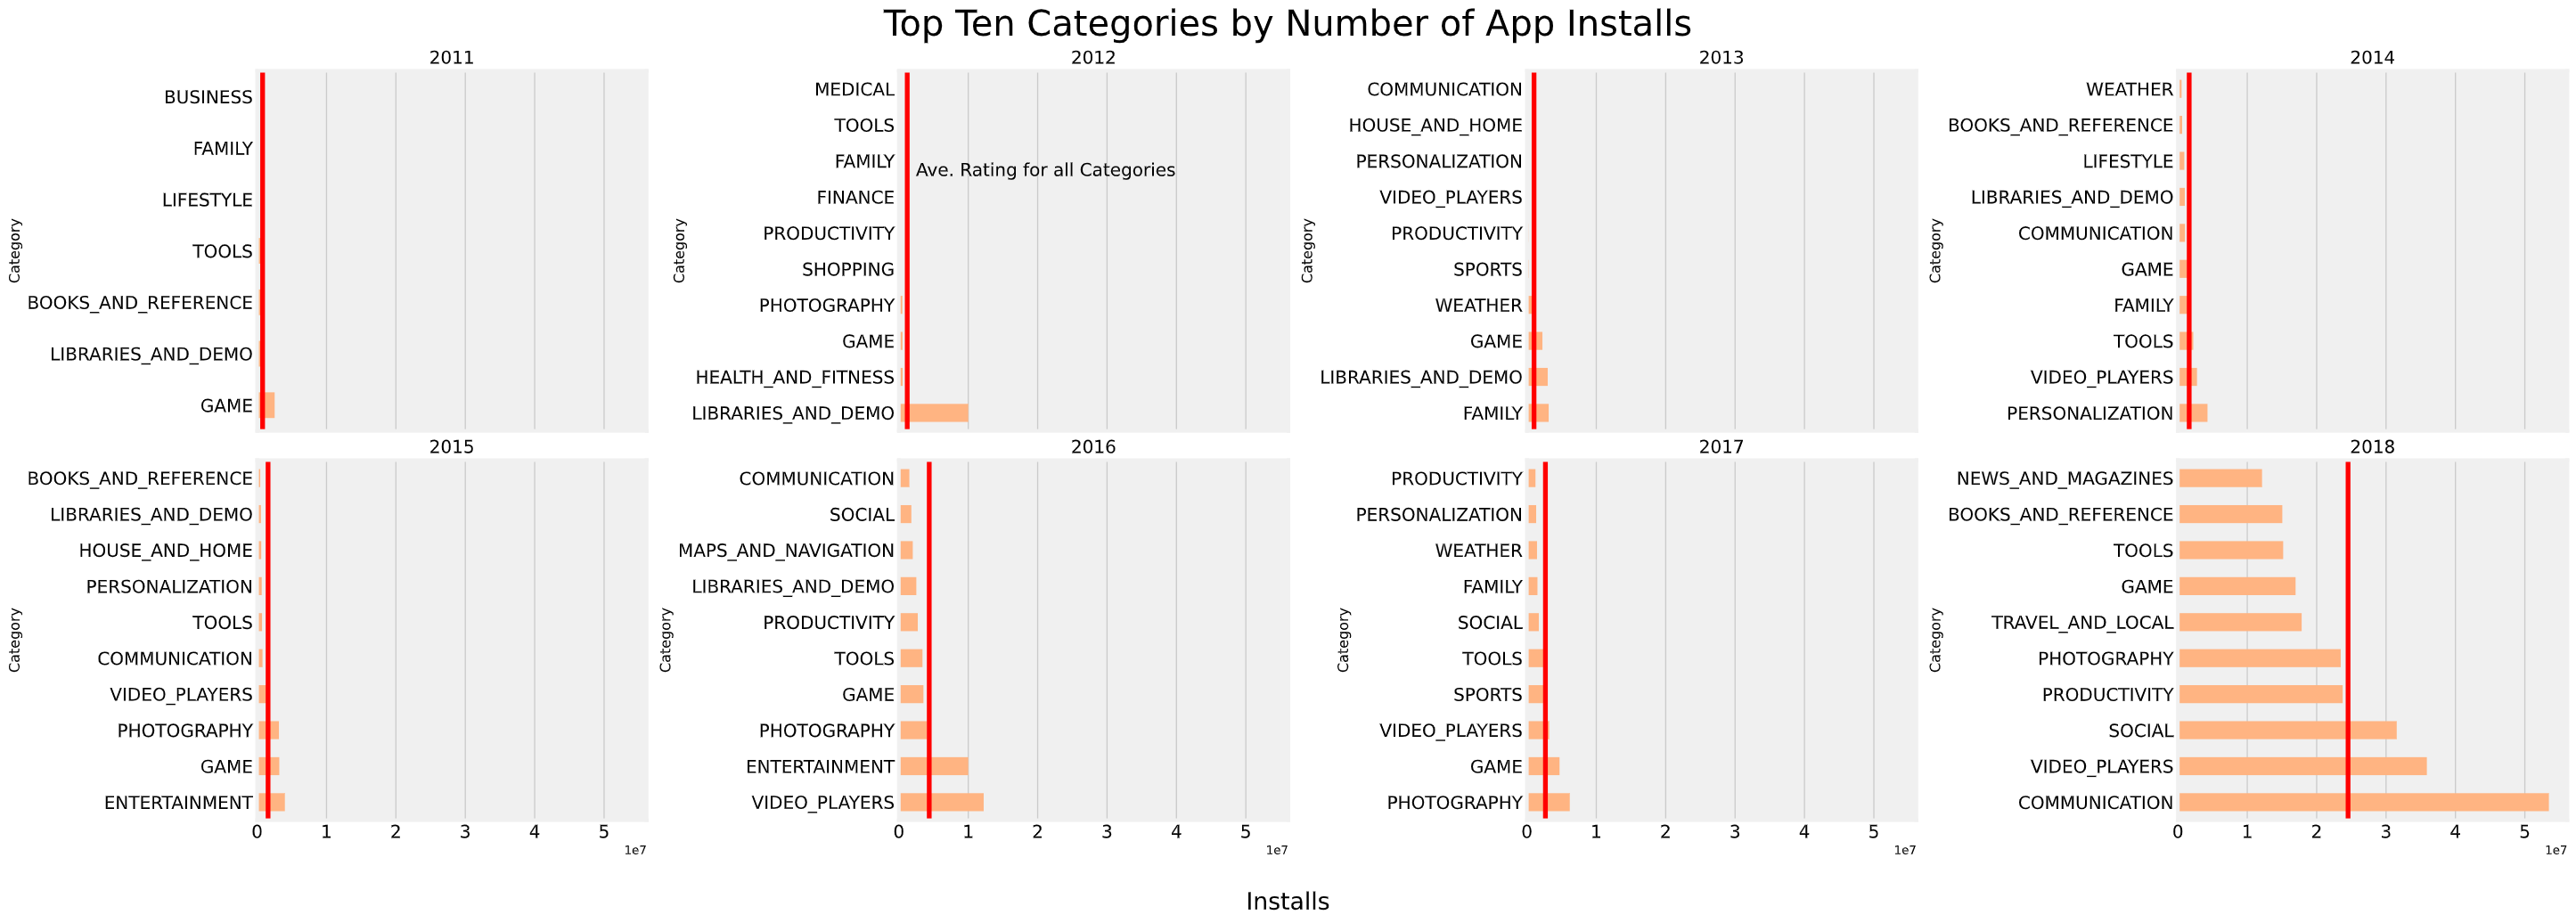 Top Ten Categories by Number of App Installs
2011
Category
BUSINESS
FAMILY
LIFESTYLE
TOOLS
BOOKS_AND_REFERENCE
LIBRARIES_AND_DEMO
GAME
2012
Category
MEDICAL
TOOLS
FAMILY
Ave. Rating for all Categories
FINANCE
PRODUCTIVITY
SHOPPING
PHOTOGRAPHY
GAME
HEALTH_AND_FITNESS
LIBRARIES_AND_DEMO
2013
Category
COMMUNICATION
HOUSE_AND_HOME
PERSONALIZATION
VIDEO_PLAYERS
PRODUCTIVITY
SPORTS
WEATHER
GAME
LIBRARIES_AND_DEMO
FAMILY
2014
Category
WEATHER
BOOKS_AND_REFERENCE
LIFESTYLE
LIBRARIES_AND_DEMO
COMMUNICATION
GAME
FAMILY
TOOLS
VIDEO_PLAYERS
PERSONALIZATION
2015
Category
BOOKS_AND_REFERENCE
LIBRARIES_AND_DEMO
HOUSE_AND_HOME
PERSONALIZATION
TOOLS
COMMUNICATION
VIDEO_PLAYERS
PHOTOGRAPHY
GAME
ENTERTAINMENT
0 1 2 3 4 5
1e7
2016
Category
COMMUNICATION
SOCIAL
MAPS_AND_NAVIGATION
LIBRARIES_AND_DEMO
PRODUCTIVITY
TOOLS
GAME
PHOTOGRAPHY
ENTERTAINMENT
VIDEO_PLAYERS
0 1 2 3 4 5
1e7
2017
Category
PRODUCTIVITY
PERSONALIZATION
WEATHER
FAMILY
SOCIAL
TOOLS
SPORTS
VIDEO_PLAYERS
GAME
PHOTOGRAPHY
0 1 2 3 4 5
1e7
2018
Category
NEWS_AND_MAGAZINES
BOOKS_AND_REFERENCE
TOOLS
GAME
TRAVEL_AND_LOCAL
PHOTOGRAPHY
PRODUCTIVITY
SOCIAL
VIDEO_PLAYERS
COMMUNICATION
0 1 2 3 4 5
1e7
Installs